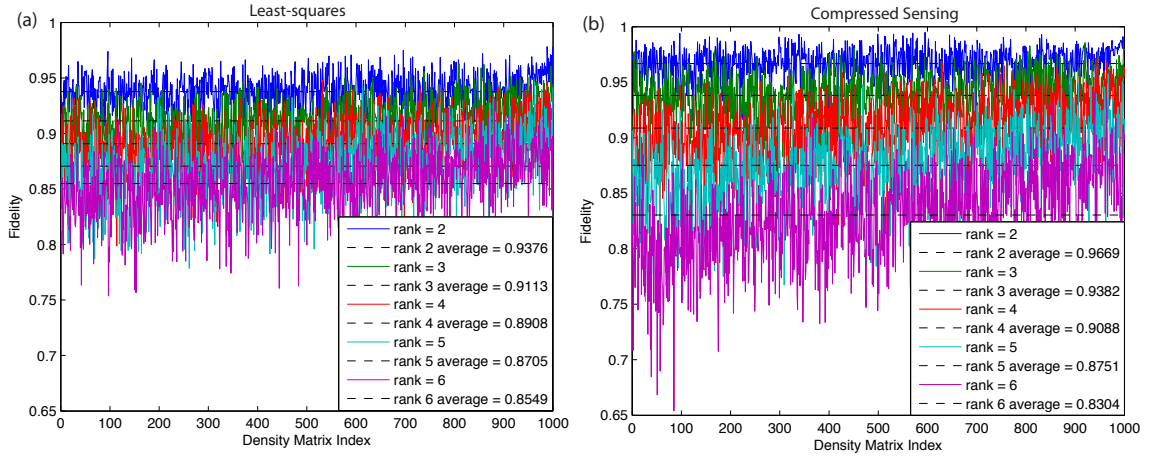 (a)
Least-squares
1
0.95
0.9
0.85
0.8
0.75
0.7
0.65
Fidelity
0 100 200 300 400 500 600 700 800 900 1000
Density Matrix Index
rank = 2
rank 2 average = 0.9376
rank = 3
rank 3 average = 0.9113
rank = 4
rank 4 average = 0.8908
rank = 5
rank 5 average = 0.8705
rank = 6
rank 6 average = 0.8549
(b)
Compressed Sensing
1
0.95
0.9
0.85
0.8
0.75
0.7
0.65
Fidelity
0 100 200 300 400 500 600 700 800 900 1000
Density Matrix Index
rank = 2
rank 2 average = 0.9669
rank = 3
rank 3 average = 0.9382
rank = 4
rank 4 average = 0.9088
rank = 5
rank 5 average = 0.8751
rank = 6
rank 6 average = 0.8304